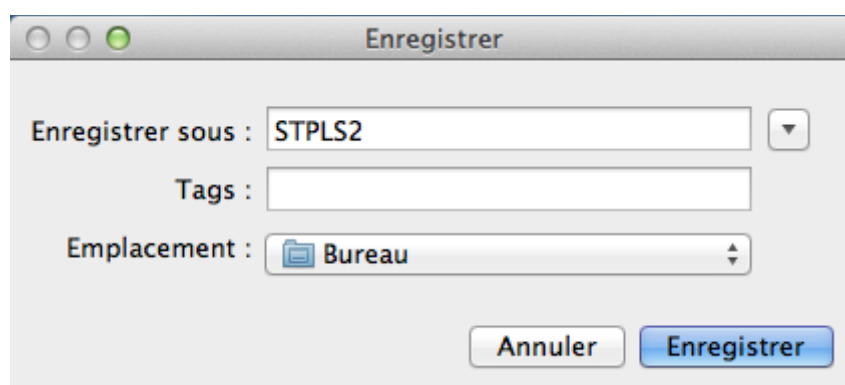 Enregistrer
Enregistrer sous : STPLS2
Tags :
Emplacement : Bureau
Annuler Enregistrer